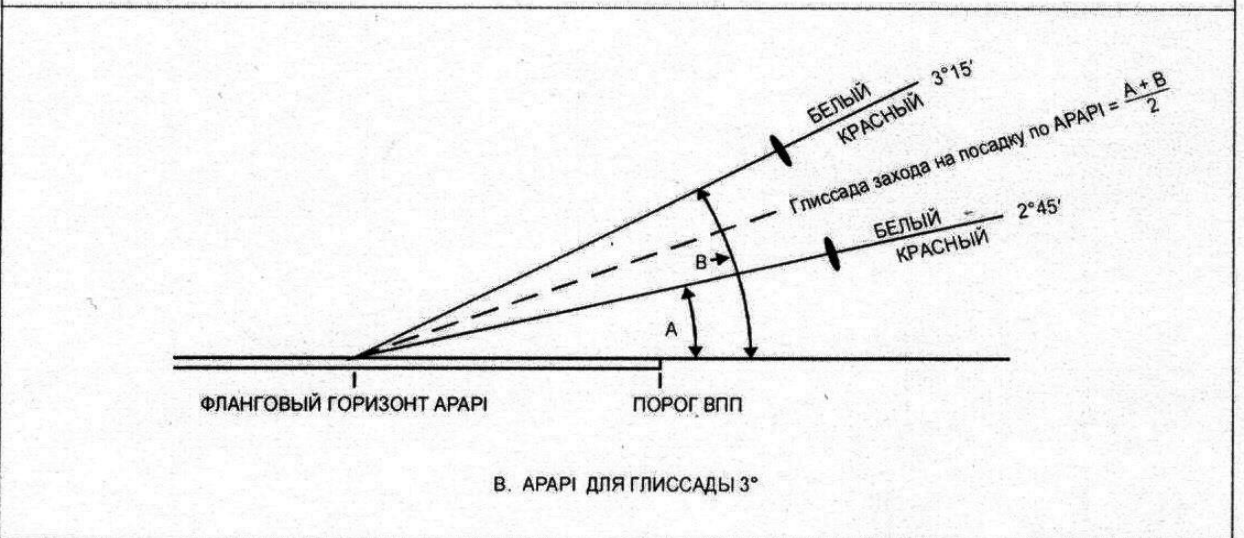 БЕЛЫЙ
КРАСНЫЙ
3°15′
Глиссада захода на посадку по APAPI = A + B
2
БЕЛЫЙ
КРАСНЫЙ
2°45′
B
A
ФЛАНГОВЫЙ ГОРИЗОНТ APAPI
ПОРОГ ВПП
B. APAPI ДЛЯ ГЛИССАДЫ 3°